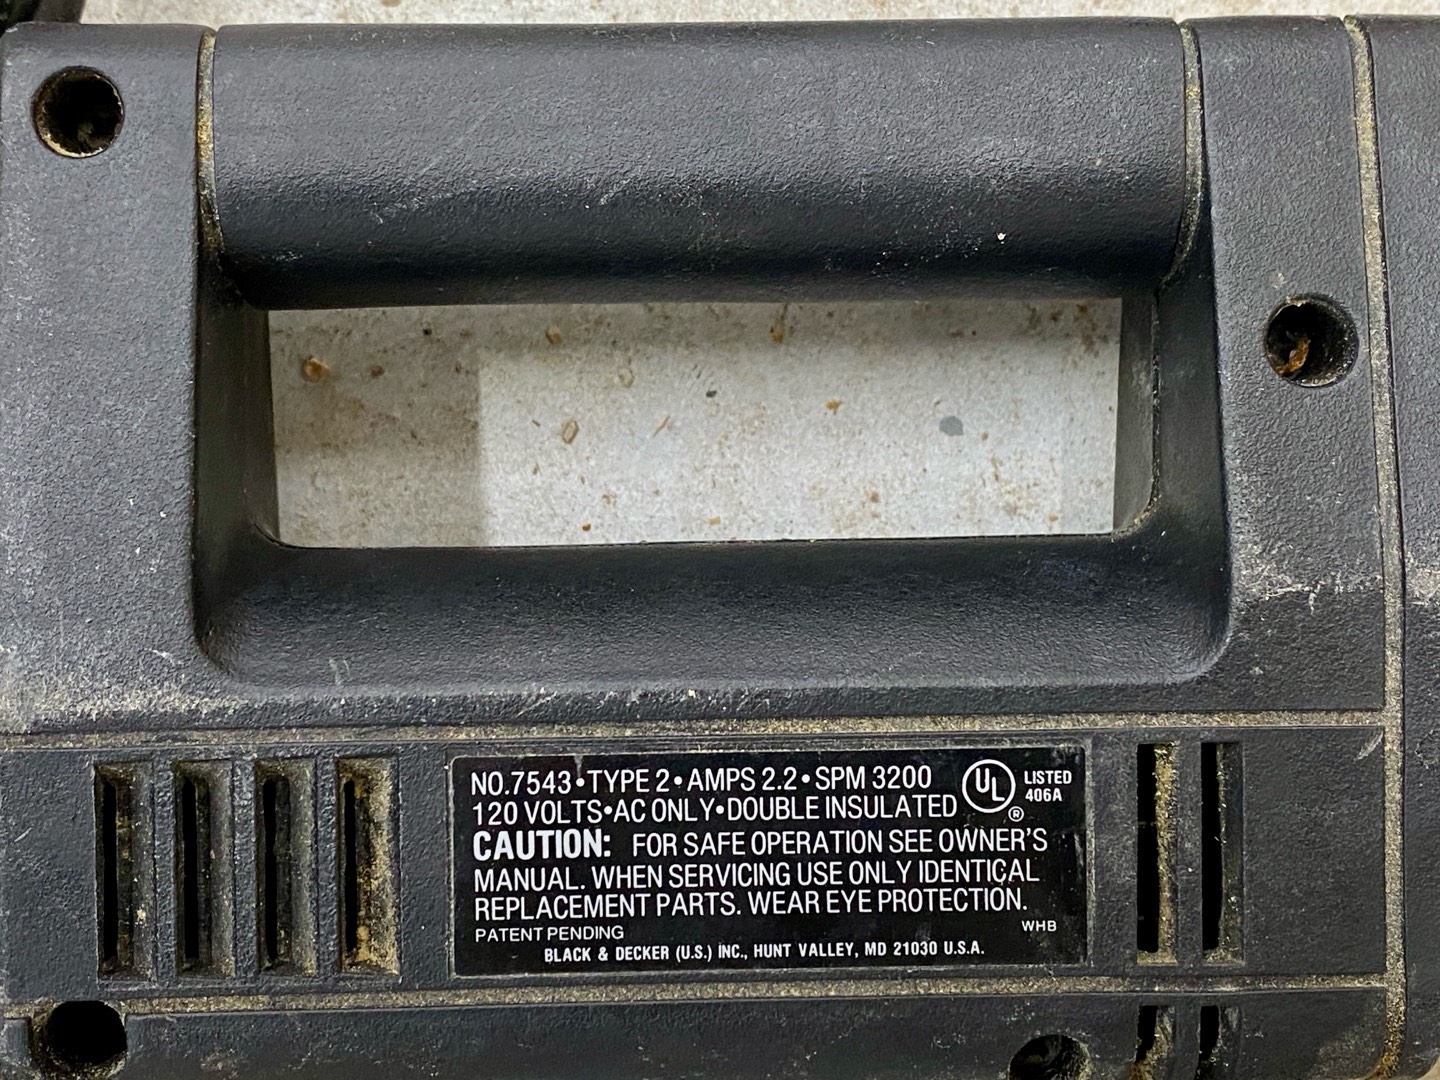 NO.7543•TYPE 2•AMPS 2.2•SPM 3200
120 VOLTS•AC ONLY•DOUBLE INSULATED
UL ® LISTED
406A
CAUTION: FOR SAFE OPERATION SEE OWNER'S
MANUAL. WHEN SERVICING USE ONLY IDENTICAL
REPLACEMENT PARTS. WEAR EYE PROTECTION.
PATENT PENDING WHB
BLACK & DECKER (U.S.) INC., HUNT VALLEY, MD 21030 U.S.A.